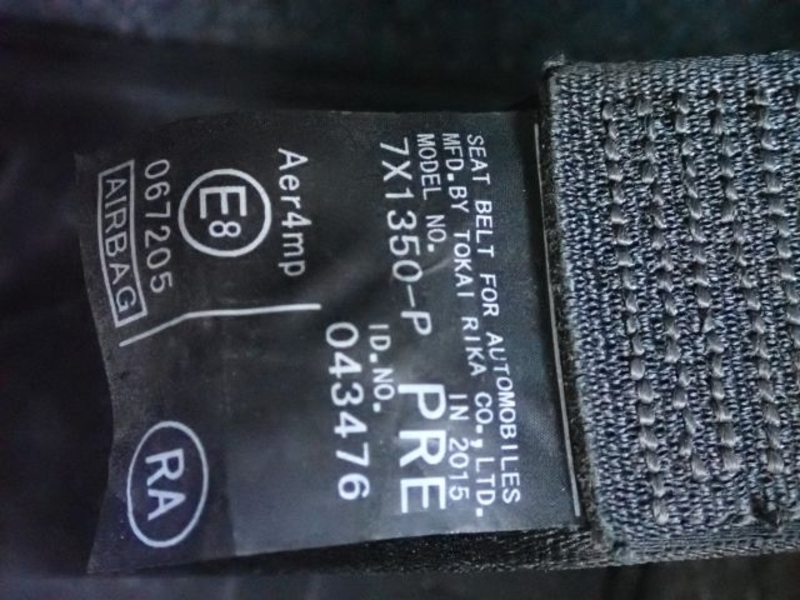 SEAT BELT FOR AUTOMOBILES
MFD.BY TOKAI RIKA CO.,LTD.
MODEL NO. IN 2015
7X1350-P PRE
ID.NO.
043476
Aer4mp
E8
067205
AIRBAG
RA